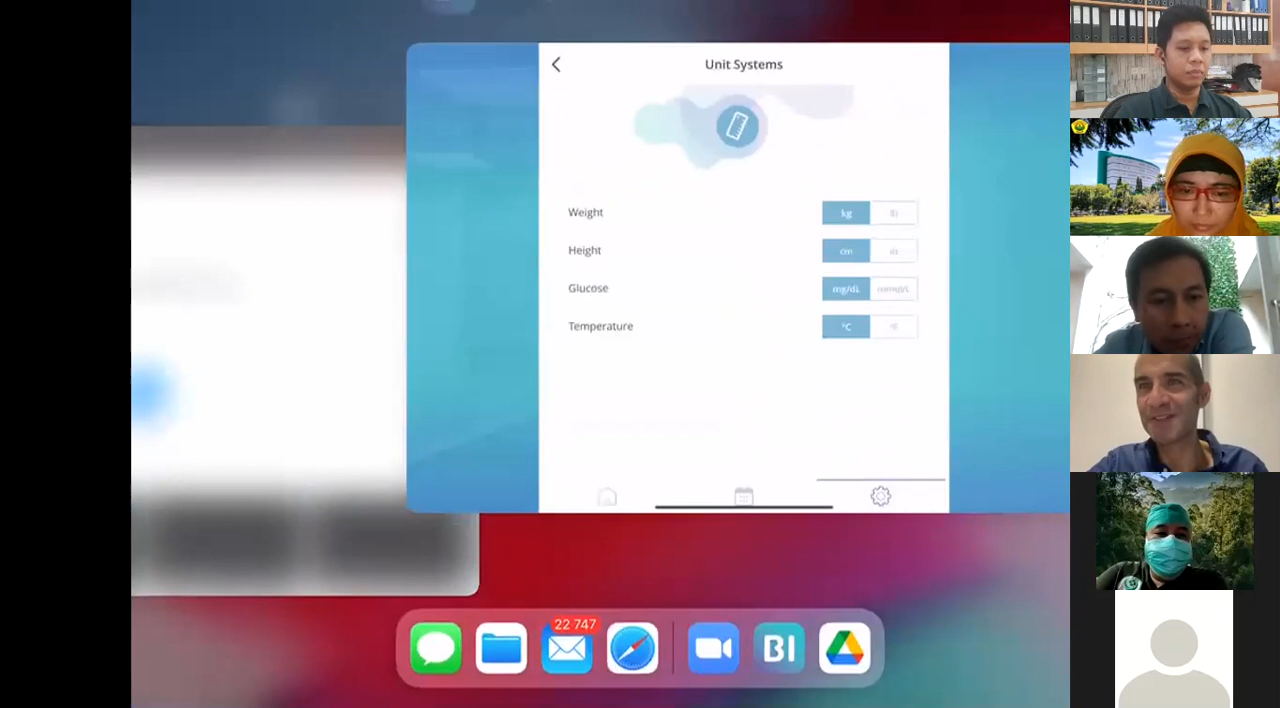 Unit Systems
Weight
kg
Height
cm
Glucose
mg/dL
Temperature
°C
22 747
BI